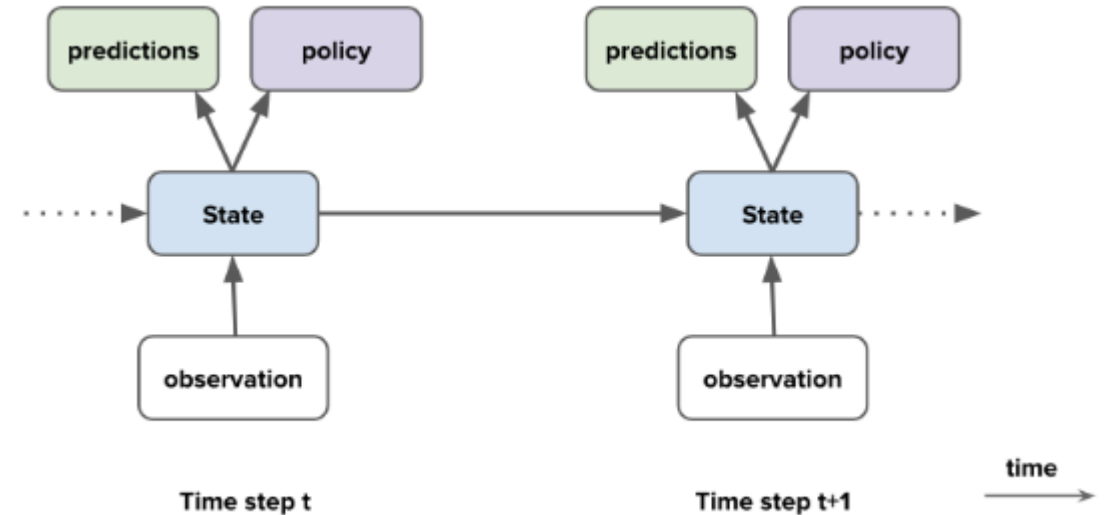 predictions
policy
predictions
policy
State
State
observation
observation
time
Time step t
Time step t+1